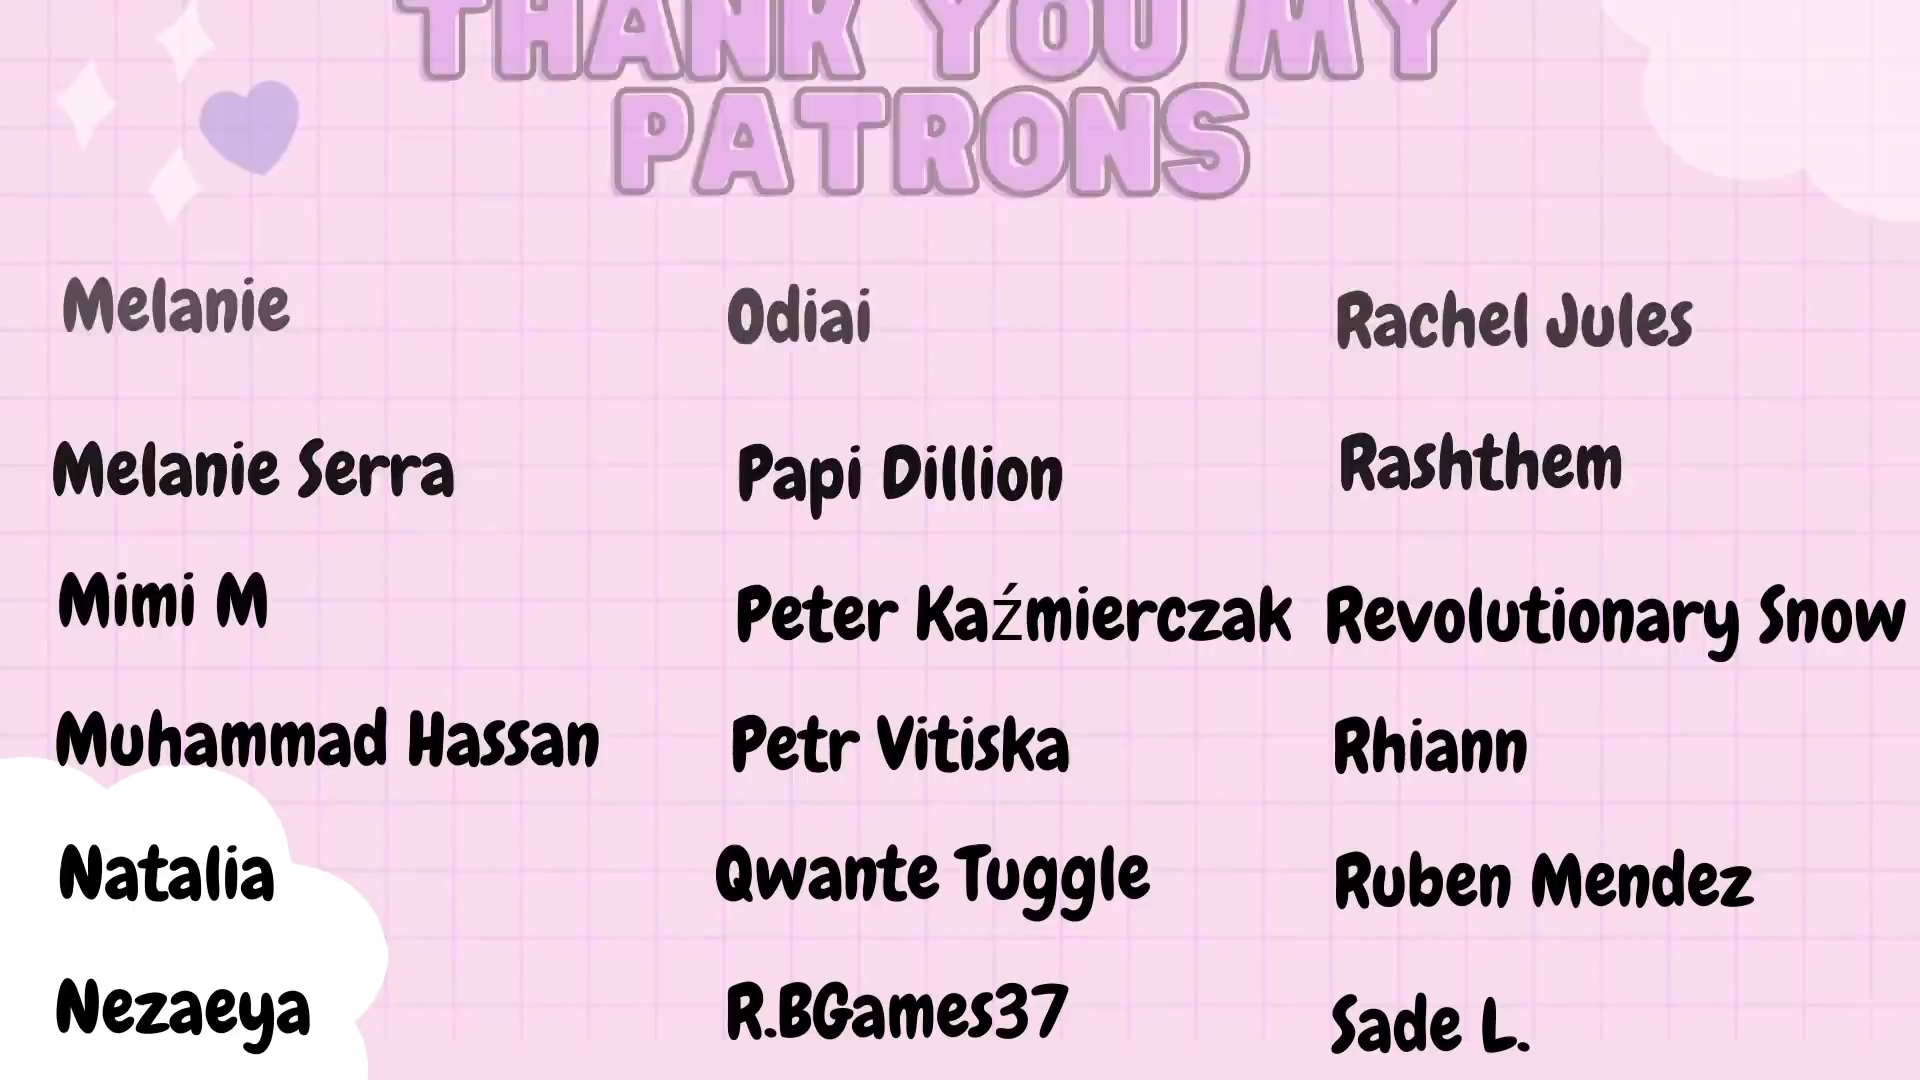 THANK YOU MY
PATRONS
Melanie
Odiai
Rachel Jules
Melanie Serra
Papi Dillion
Rashthem
Mimi M
Peter Kaźmierczak
Revolutionary Snow
Muhammad Hassan
Petr Vitiska
Rhiann
Natalia
Qwante Tuggle
Ruben Mendez
Nezaeya
R.BGames37
Sade L.